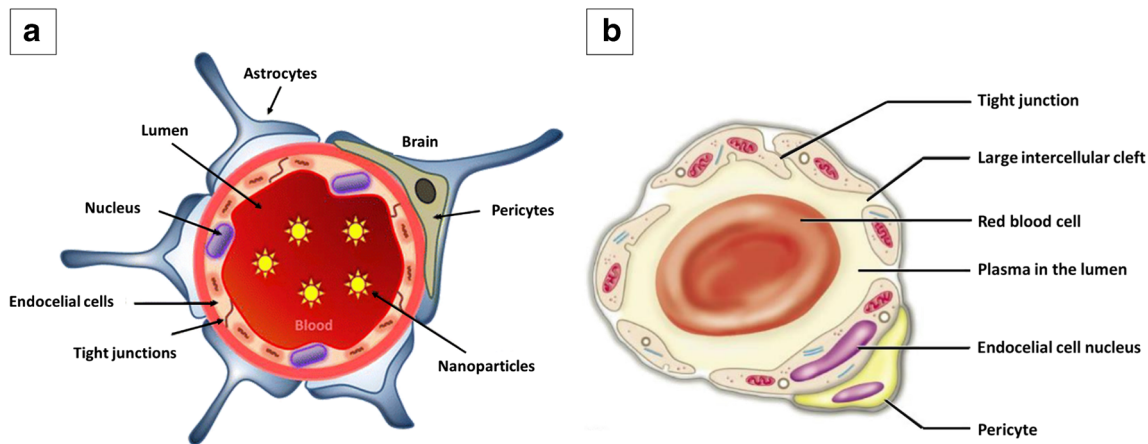 a
Astrocytes
Lumen
Brain
Nucleus
Pericytes
Endocelial cells
Blood
Tight junctions
Nanoparticles
b
Tight junction
Large intercellular cleft
Red blood cell
Plasma in the lumen
Endocelial cell nucleus
Pericyte